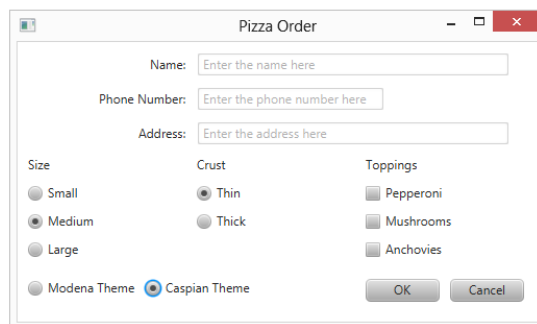 Pizza Order
Name: Enter the name here
Phone Number: Enter the phone number here
Address: Enter the address here
Size Crust Toppings
Small Thin Pepperoni
Medium Thick Mushrooms
Large Anchovies
Modena Theme Caspian Theme OK Cancel